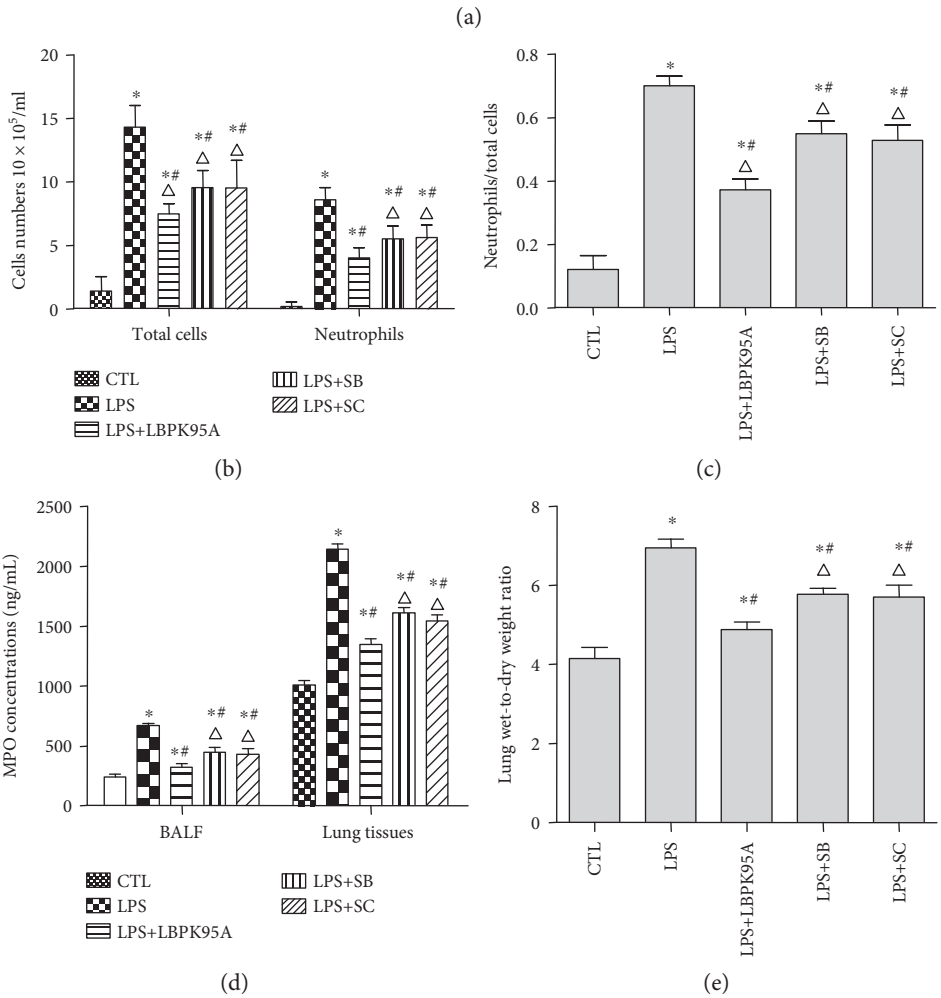 (a)
20
15
10
5
0
Cells numbers 10 × 10⁵/ml
*
*#
△
*#
△
*#
△
*
*#
*#
△
*#
△
Total cells
Neutrophils
CTL
LPS
LPS+LBPK95A
LPS+SB
LPS+SC
(b)
0.8
0.6
0.4
0.2
0.0
Neutrophils/total cells
*
*#
△
*#
△
*#
△
CTL
LPS
LPS+LBPK95A
LPS+SB
LPS+SC
(c)
2500
2000
1500
1000
500
0
MPO concentrations (ng/mL)
*
*#
*#
△
*#
△
*
*#
*#
△
*#
△
BALF
Lung tissues
CTL
LPS
LPS+LBPK95A
LPS+SB
LPS+SC
(d)
8
6
4
2
0
Lung wet-to-dry weight ratio
*
*#
*#
△
*#
△
CTL
LPS
LPS+LBPK95A
LPS+SB
LPS+SC
(e)